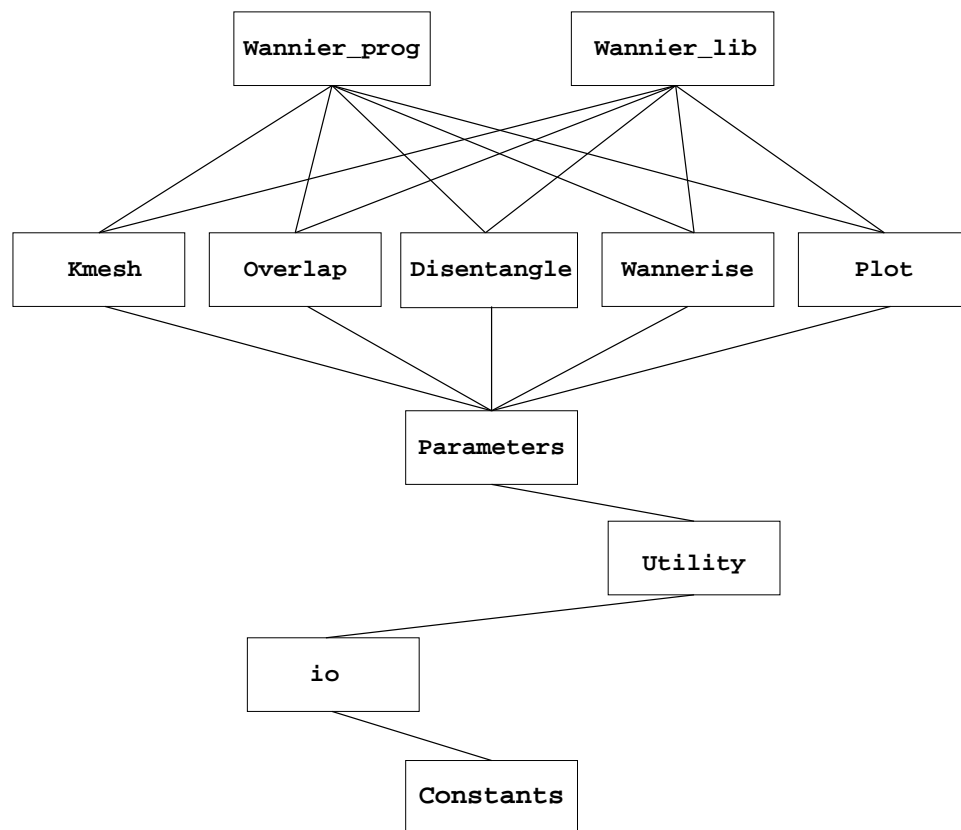 Wannier_prog
Wannier_lib
Kmesh
Overlap
Disentangle
Wannerise
Plot
Parameters
Utility
io
Constants